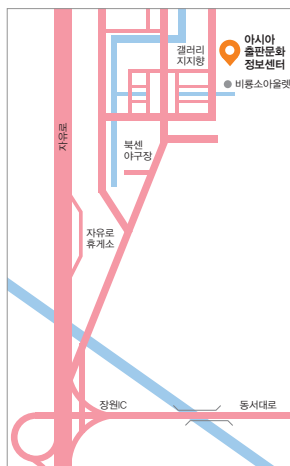 아시아
출판문화
정보센터
갤러리
지지향
비룡소아울렛
자유로
북센
야구장
자유로
휴게소
장원IC
동서대로